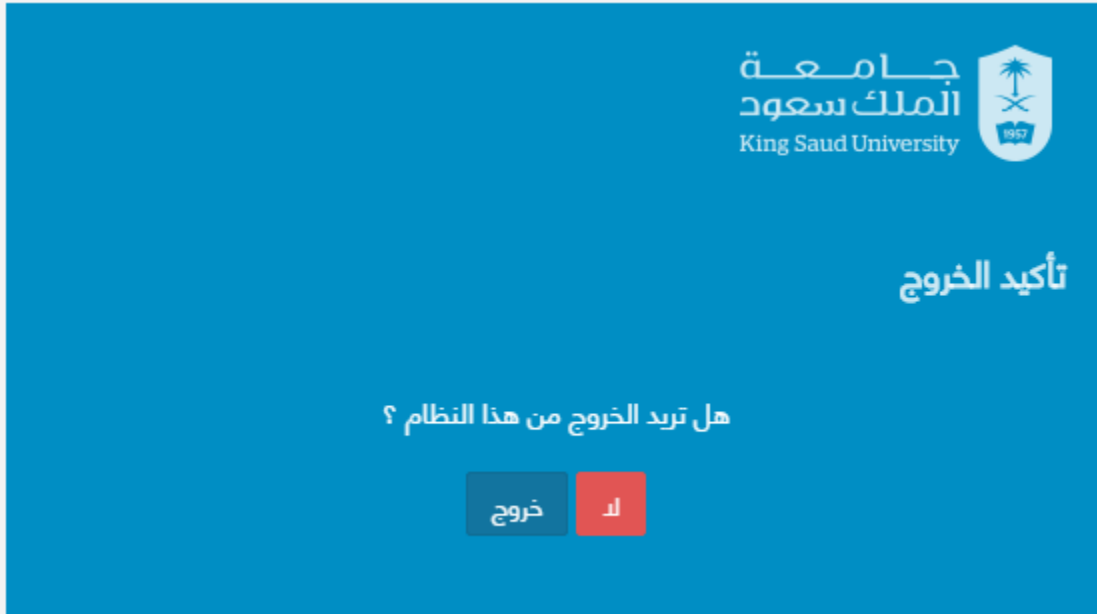 جـــامـــعـــة
الملك سعود
King Saud University
1957
تأكيد الخروج
هل تريد الخروج من هذا النظام ؟
لا
خروج